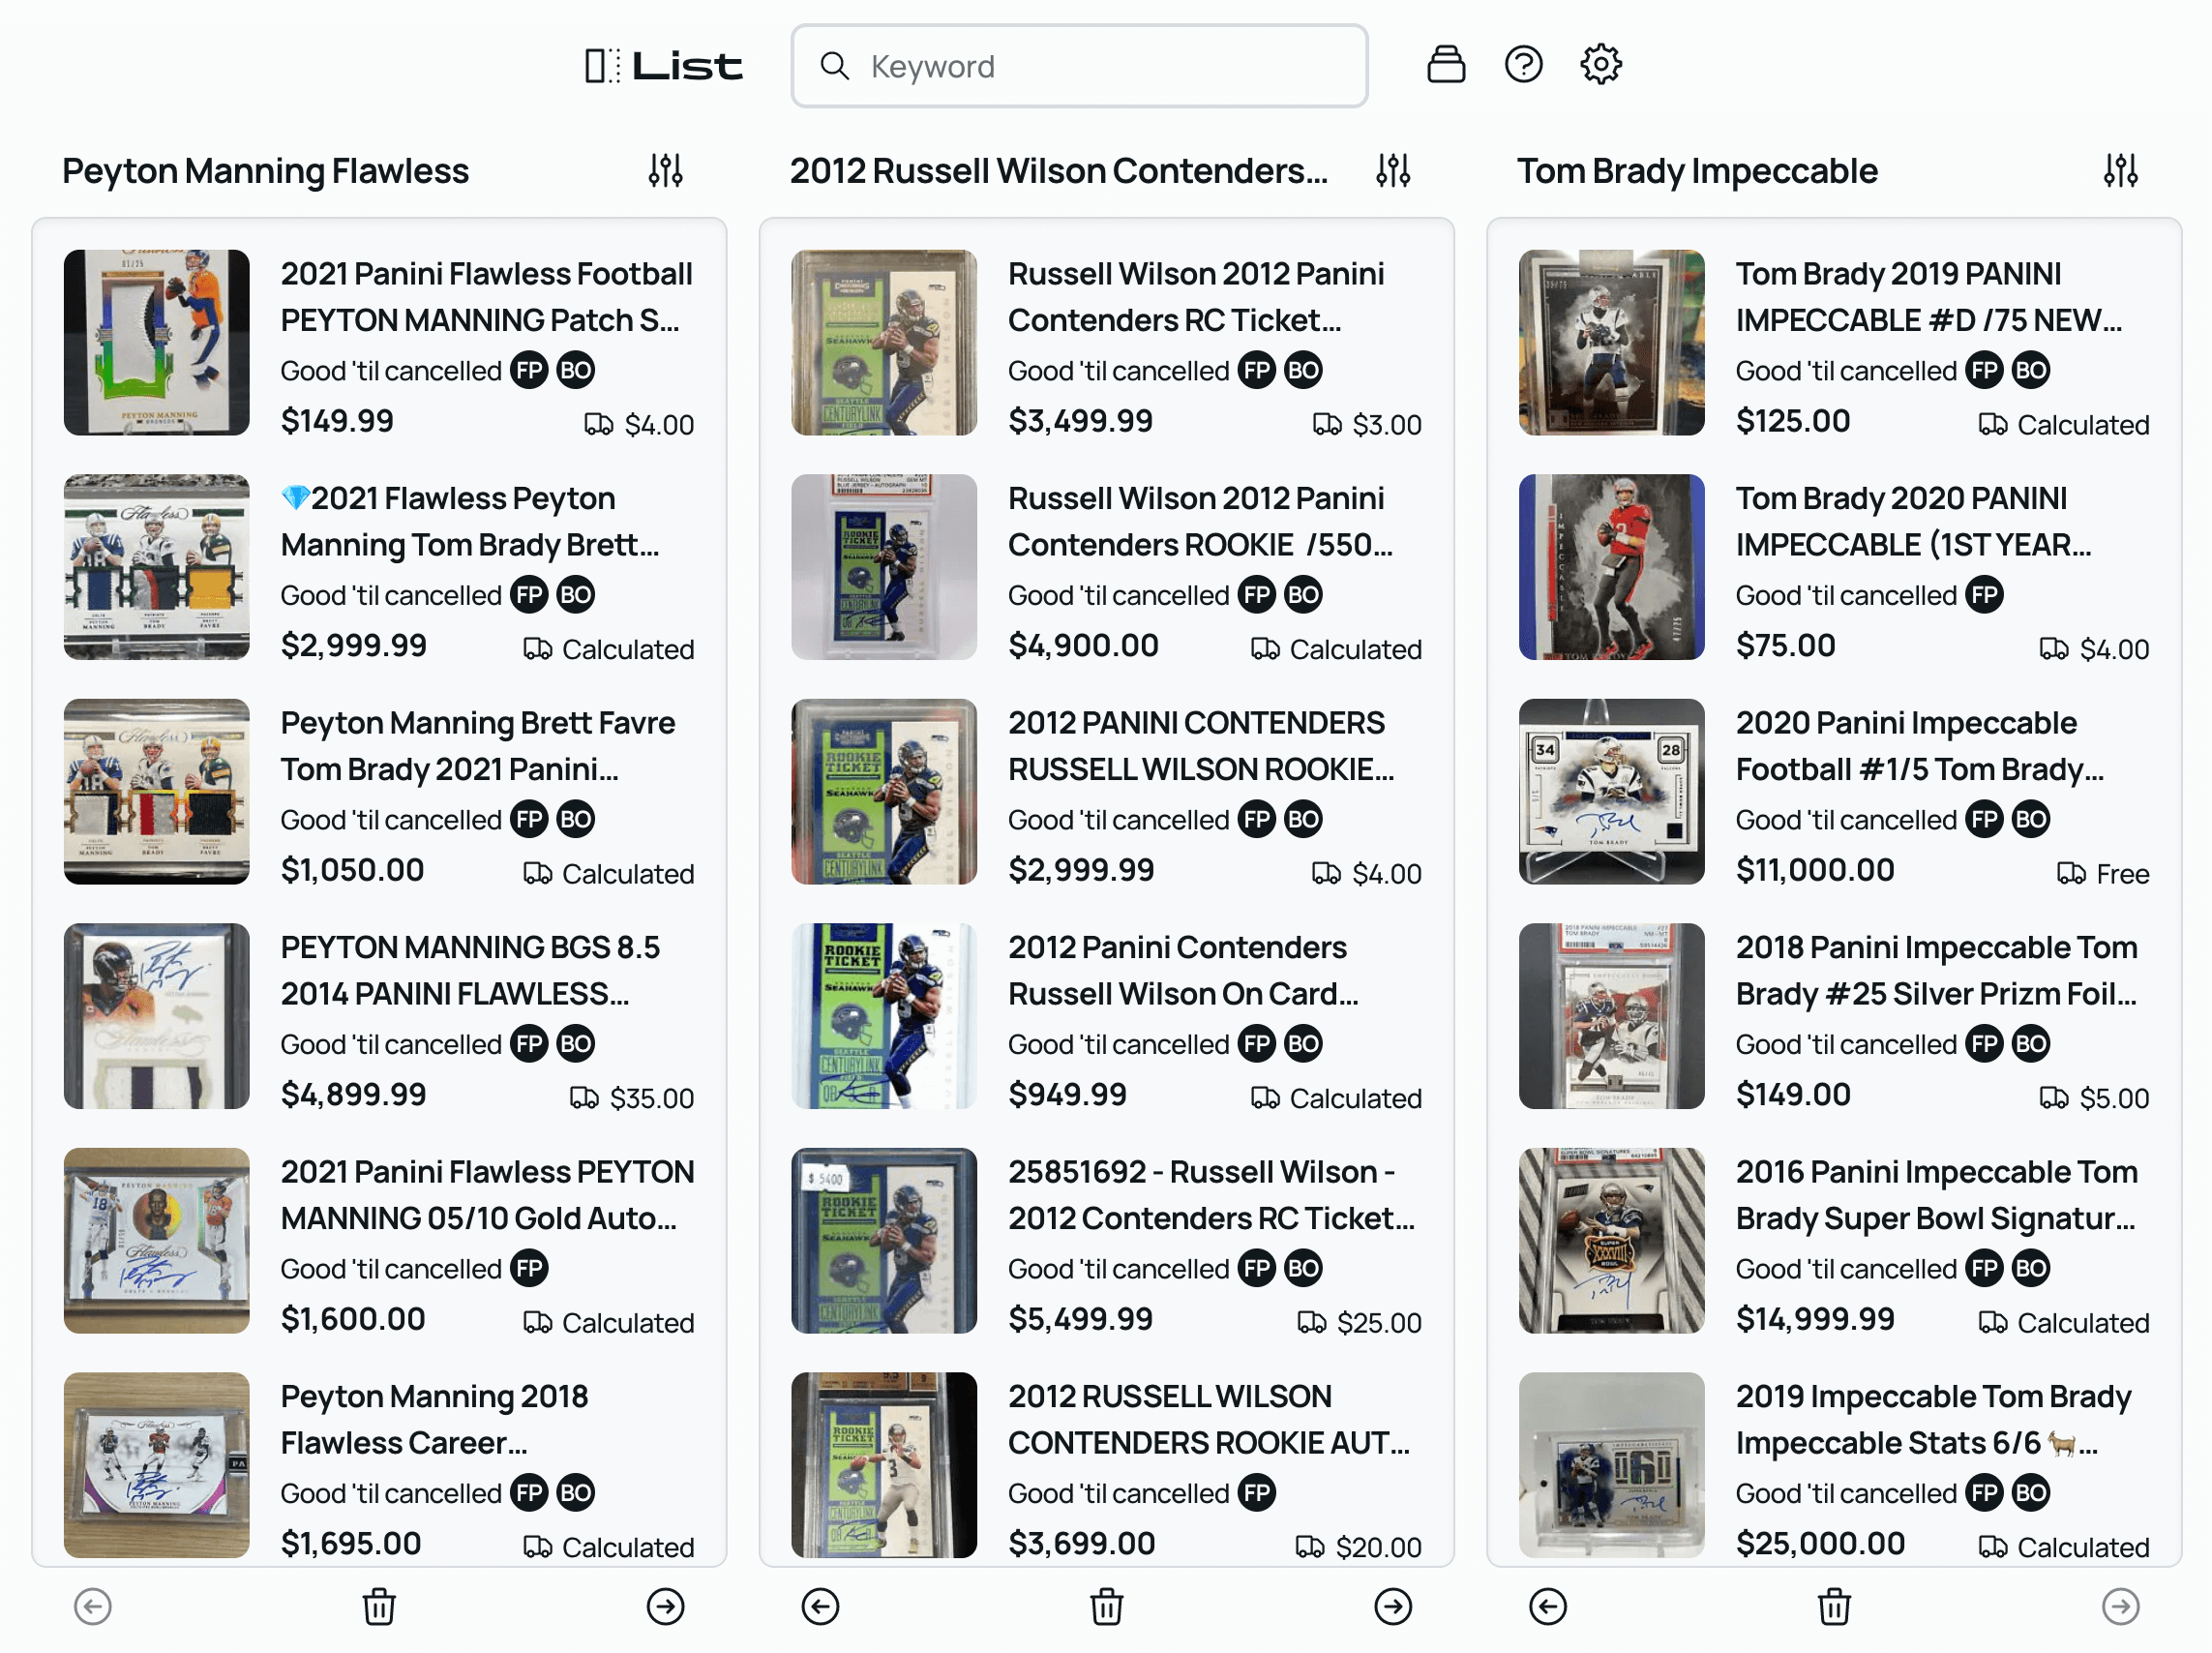 List
Keyword
Peyton Manning Flawless
2021 Panini Flawless Football
PEYTON MANNING Patch S...
Good 'til cancelled FP BO
$149.99 $4.00
💎2021 Flawless Peyton
Manning Tom Brady Brett...
Good 'til cancelled FP BO
$2,999.99 Calculated
Peyton Manning Brett Favre
Tom Brady 2021 Panini...
Good 'til cancelled FP BO
$1,050.00 Calculated
PEYTON MANNING BGS 8.5
2014 PANINI FLAWLESS...
Good 'til cancelled FP BO
$4,899.99 $35.00
2021 Panini Flawless PEYTON
MANNING 05/10 Gold Auto...
Good 'til cancelled FP
$1,600.00 Calculated
Peyton Manning 2018
Flawless Career...
Good 'til cancelled FP BO
$1,695.00 Calculated
2012 Russell Wilson Contenders...
Russell Wilson 2012 Panini
Contenders RC Ticket...
Good 'til cancelled FP BO
$3,499.99 $3.00
Russell Wilson 2012 Panini
Contenders ROOKIE /550...
Good 'til cancelled FP BO
$4,900.00 Calculated
2012 PANINI CONTENDERS
RUSSELL WILSON ROOKIE...
Good 'til cancelled FP BO
$2,999.99 $4.00
2012 Panini Contenders
Russell Wilson On Card...
Good 'til cancelled FP BO
$949.99 Calculated
25851692 - Russell Wilson -
2012 Contenders RC Ticket...
Good 'til cancelled FP BO
$5,499.99 $25.00
2012 RUSSELL WILSON
CONTENDERS ROOKIE AUT...
Good 'til cancelled FP
$3,699.00 $20.00
Tom Brady Impeccable
Tom Brady 2019 PANINI
IMPECCABLE #D /75 NEW...
Good 'til cancelled FP BO
$125.00 Calculated
Tom Brady 2020 PANINI
IMPECCABLE (1ST YEAR...
Good 'til cancelled FP
$75.00 $4.00
2020 Panini Impeccable
Football #1/5 Tom Brady...
Good 'til cancelled FP BO
$11,000.00 Free
2018 Panini Impeccable Tom
Brady #25 Silver Prizm Foil...
Good 'til cancelled FP BO
$149.00 $5.00
2016 Panini Impeccable Tom
Brady Super Bowl Signatur...
Good 'til cancelled FP BO
$14,999.99 Calculated
2019 Impeccable Tom Brady
Impeccable Stats 6/6 🐐...
Good 'til cancelled FP BO
$25,000.00 Calculated